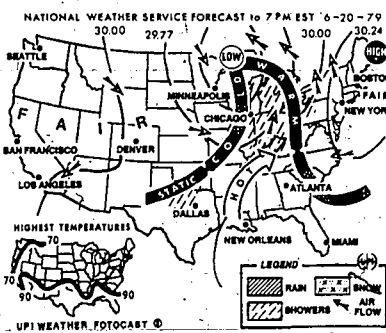 NATIONAL WEATHER SERVICE FORECAST to 7 PM EST 6-20-79
30.00
29.77
30.00
30.24
SEATTLE
LOW
HIGH
BOSTON
FAIR
NEW YORK
MINNEAPOLIS
CHICAGO
COLD
WARM
FAIR
SAN FRANCISCO
DENVER
LOS ANGELES
STATIC
HOT
ATLANTA
DALLAS
NEW ORLEANS
MIAMI
HIGHEST TEMPERATURES
70
70
90
90
LEGEND
UPI
RAIN
SNOW
SHOWERS
AIR
FLOW
UPI WEATHER FOTOCAST